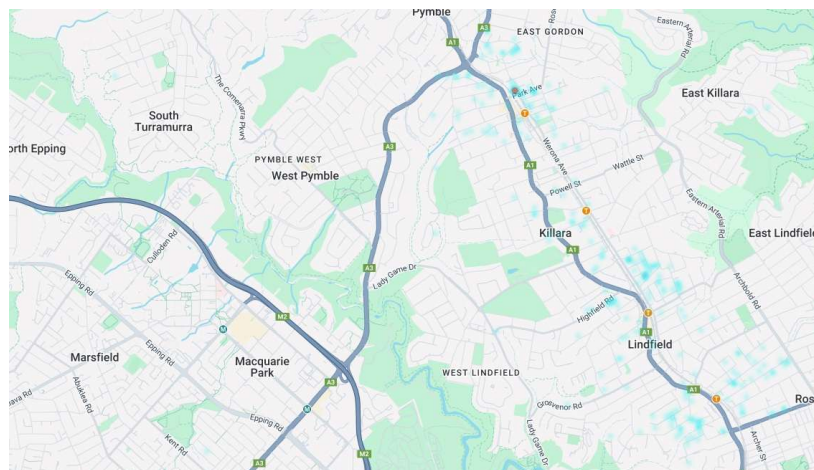 Pymble
A3
A1
EAST GORDON
Rose
Eastern Arterial Rd
South
Turramurra
The Comenarra Pkwy
Park Ave
East Killara
orth Epping
PYMBLE WEST
West Pymble
A3
T
A1
Werona Ave
Wattle St
Powell St
T
Eastern Arterial Rd
Killara
East Lindfield
Culloden Rd
A1
Epping Rd
A3
Lady Game Dr
Archbold Rd
M2
M
Highfield Rd
T
A1
Lindfield
Marsfield
Epping Rd
Macquarie
Park
WEST LINDFIELD
A3
Abuklea Rd
M
Grosvenor Rd
A1
T
Ros
Epping Rd
Kent Rd
Lady Game Dr
Archer St
A3
M2